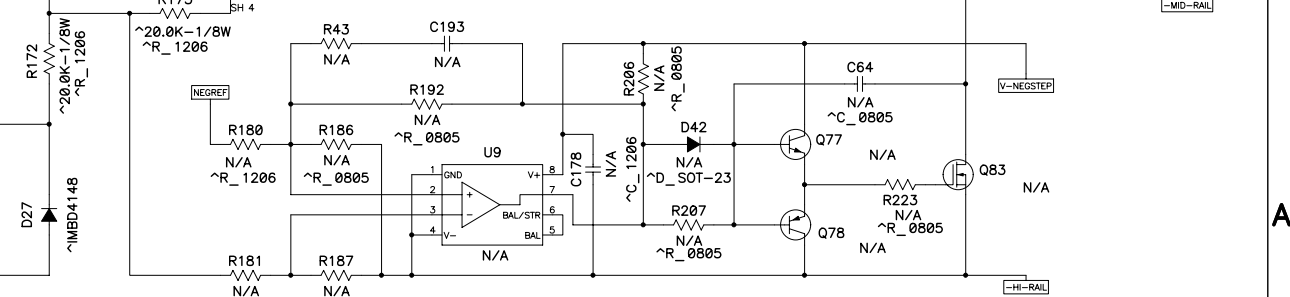 R173
SH 4
-MID-RAIL
^20.0K-1/8W
^R_1206
R172
^20.0K-1/8W
^R_1206
R43
N/A
C193
N/A
R206
N/A
^R_0805
C64
N/A
^C_0805
V-NEGSTEP
NEGREF
R192
N/A
^R_0805
R180
N/A
^R_1206
R186
N/A
^R_0805
U9
1 GND
2 +
3 -
4 V-
V+ 8
7
BAL/STR 6
BAL 5
N/A
C178
N/A
^C_1206
D42
N/A
^D_SOT-23
Q77
N/A
Q83
N/A
R223
N/A
^R_0805
R207
N/A
^R_0805
Q78
N/A
D27
^IMBD4148
R181
N/A
R187
N/A
-HI-RAIL
A